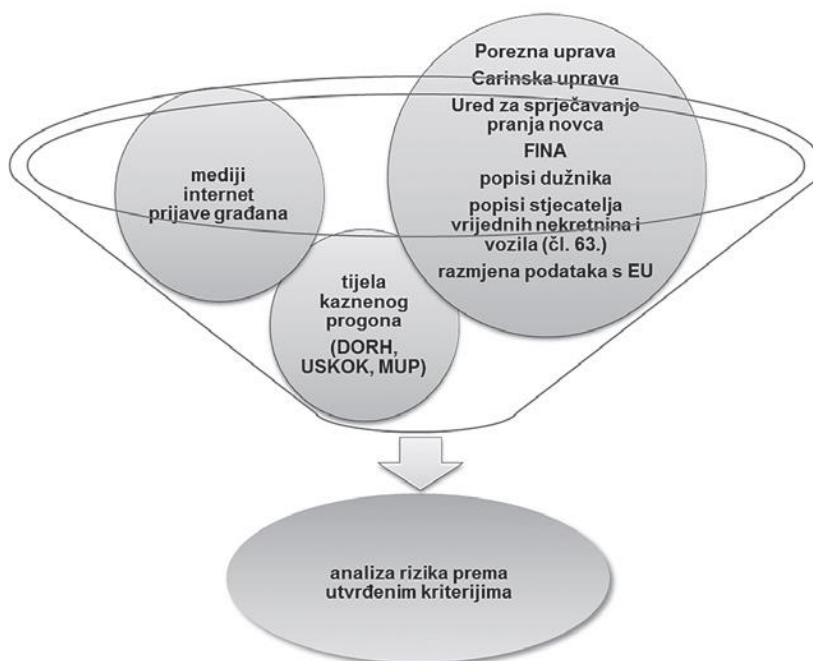 mediji
internet
prijave građana
Porezna uprava
Carinska uprava
Ured za sprječavanje
pranja novca
FINA
popisi dužnika
popisi stjecatelja
vrijednih nekretnina i
vozila (čl. 63.)
razmjena podataka s EU
tijela
kaznenog
progona
(DORH,
USKOK, MUP)
analiza rizika prema
utvrđenim kriterijima